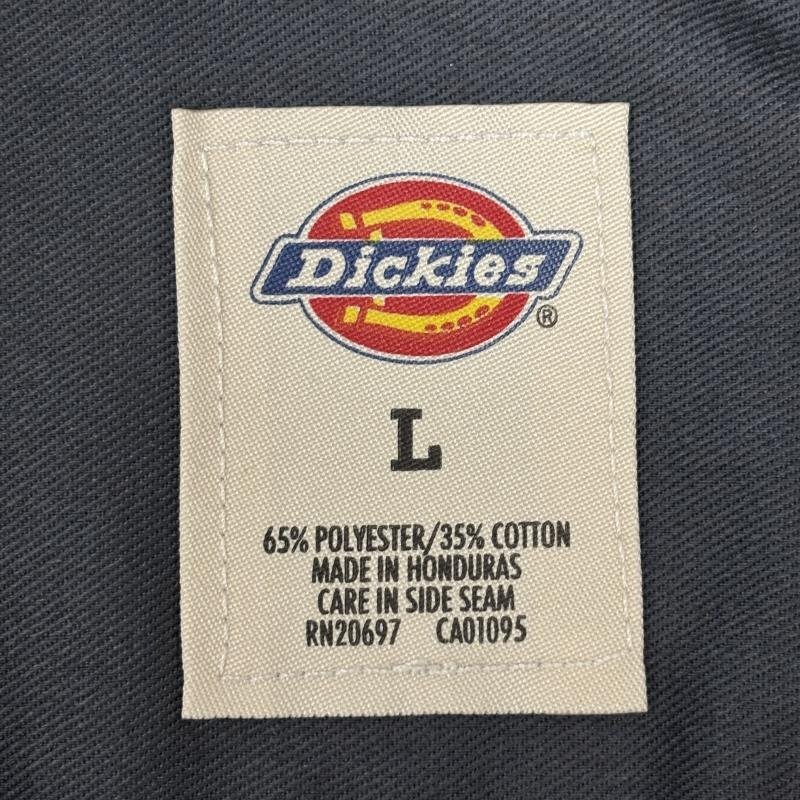 Dickies
®
L
65% POLYESTER/35% COTTON
MADE IN HONDURAS
CARE IN SIDE SEAM
RN20697 CA01095